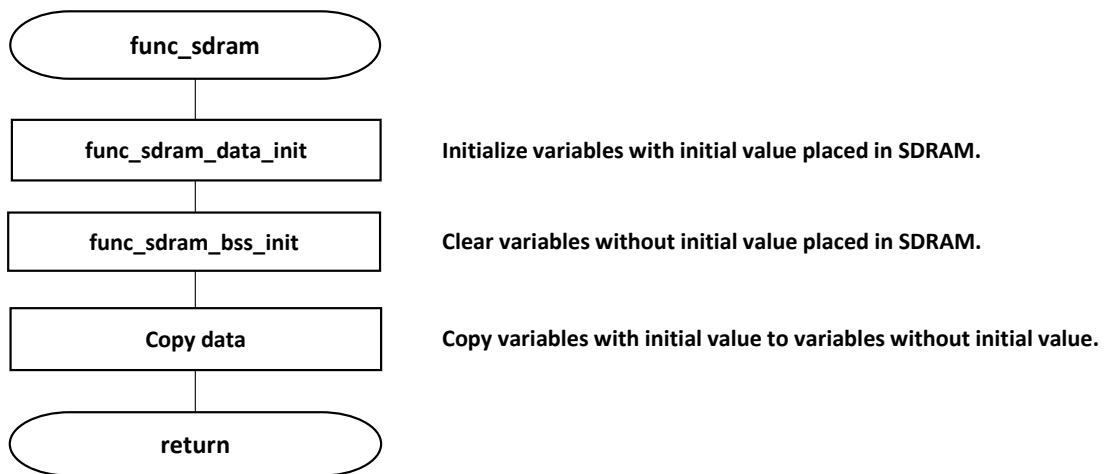 func_sdram
func_sdram_data_init
Initialize variables with initial value placed in SDRAM.
func_sdram_bss_init
Clear variables without initial value placed in SDRAM.
Copy data
Copy variables with initial value to variables without initial value.
return